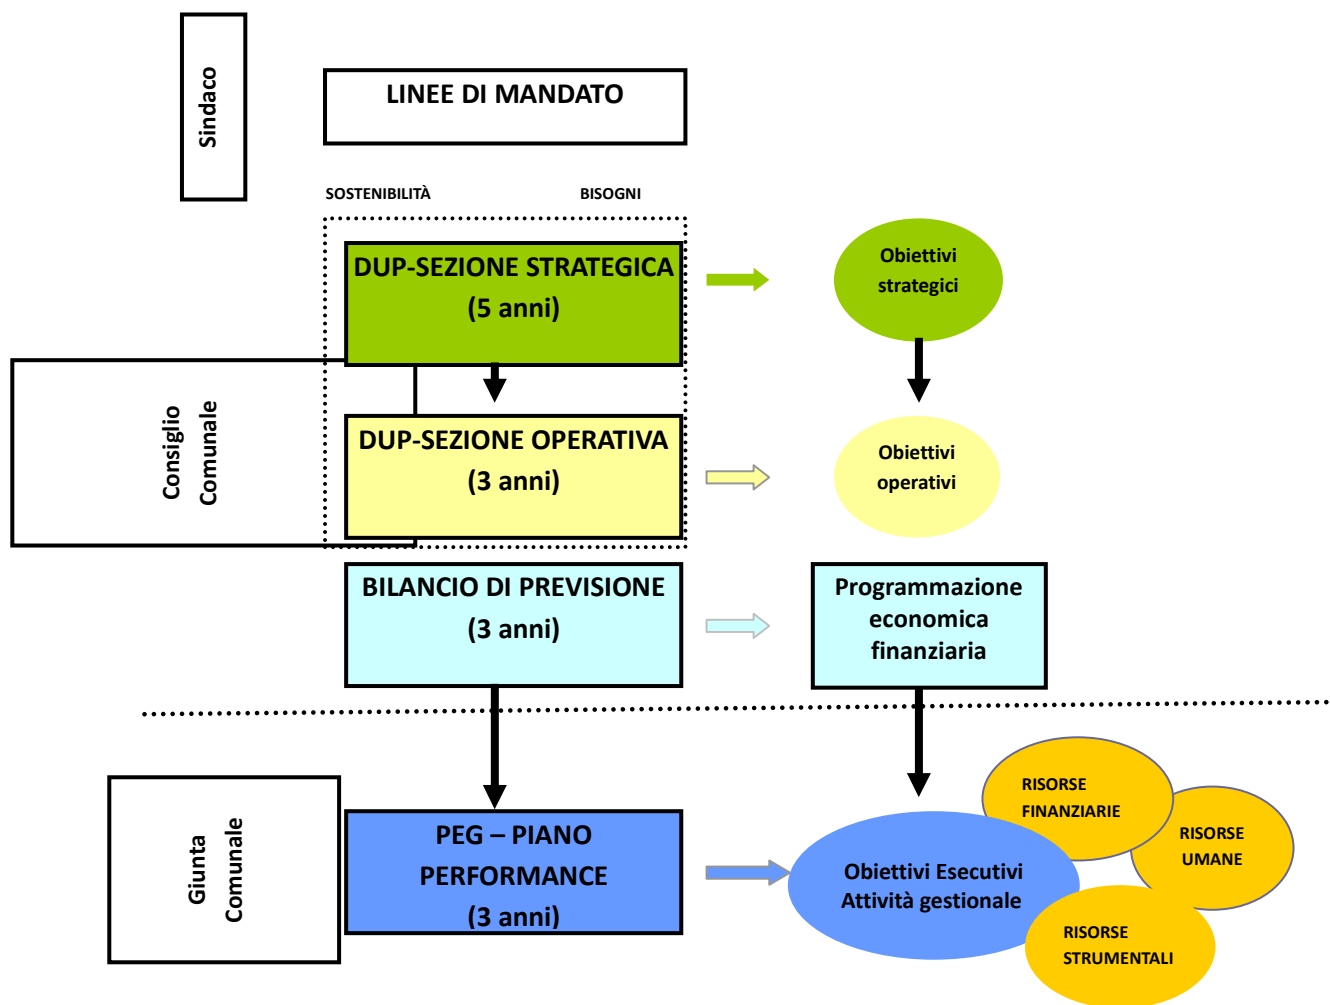 Sindaco
LINEE DI MANDATO
SOSTENIBILITÀ
BISOGNI
DUP-SEZIONE STRATEGICA
(5 anni)
Obiettivi
strategici
Consiglio
Comunale
DUP-SEZIONE OPERATIVA
(3 anni)
Obiettivi
operativi
BILANCIO DI PREVISIONE
(3 anni)
Programmazione
economica
finanziaria
Giunta
Comunale
PEG – PIANO
PERFORMANCE
(3 anni)
Obiettivi Esecutivi
Attività gestionale
RISORSE
FINANZIARIE
RISORSE
UMANE
RISORSE
STRUMENTALI